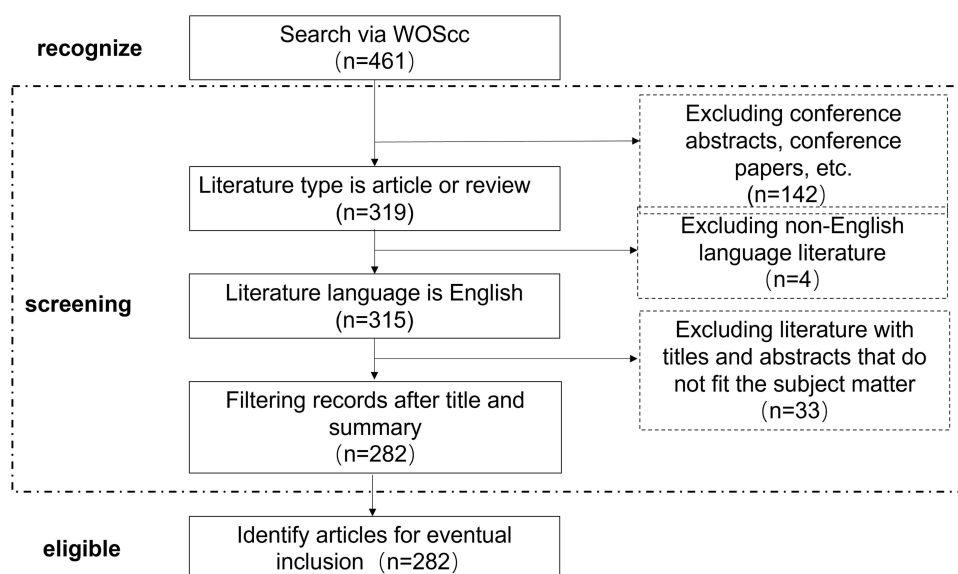 recognize
Search via WOScc
(n=461)
Excluding conference
abstracts, conference
papers, etc.
(n=142)
Literature type is article or review
(n=319)
Excluding non-English
language literature
(n=4)
screening
Literature language is English
(n=315)
Excluding literature with
titles and abstracts that do
not fit the subject matter
(n=33)
Filtering records after title and
summary
(n=282)
eligible
Identify articles for eventual
inclusion (n=282)